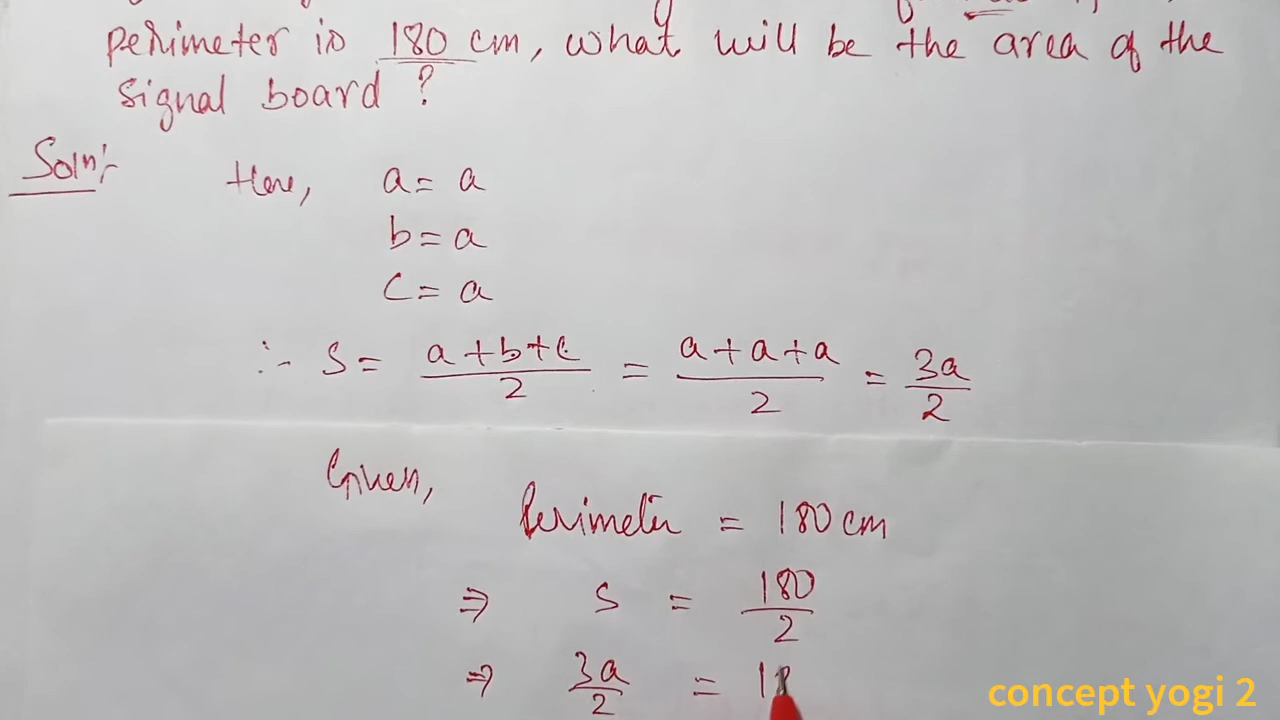 perimeter is 180 cm, what will be the area of the
signal board ?
Soln:-
Here, a = a
b = a
c = a
∴ S = a+b+c/2 = a+a+a/2 = 3a/2
Given,
Perimeter = 180 cm
⇒ s = 180/2
⇒ 3a/2 = 18
concept yogi 2